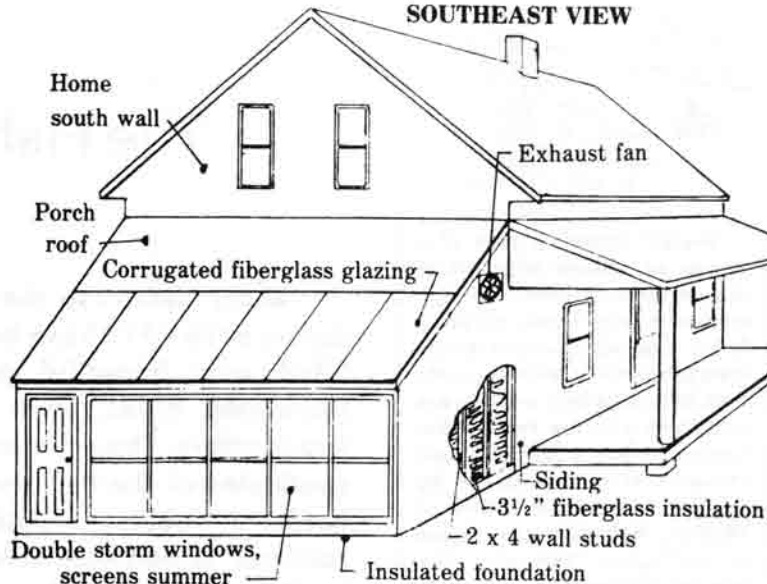 SOUTHEAST VIEW
Home
south wall
Exhaust fan
Porch
roof
Corrugated fiberglass glazing
Siding
3½" fiberglass insulation
2 x 4 wall studs
Double storm windows,
screens summer
Insulated foundation